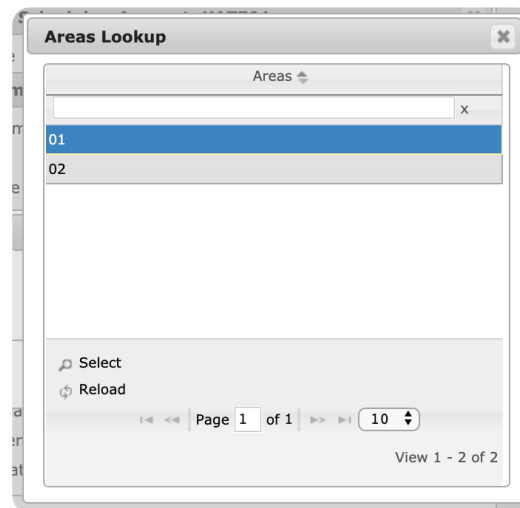 Areas Lookup
Areas
x
01
02
Select
Reload
Page 1 of 1 10
View 1 - 2 of 2